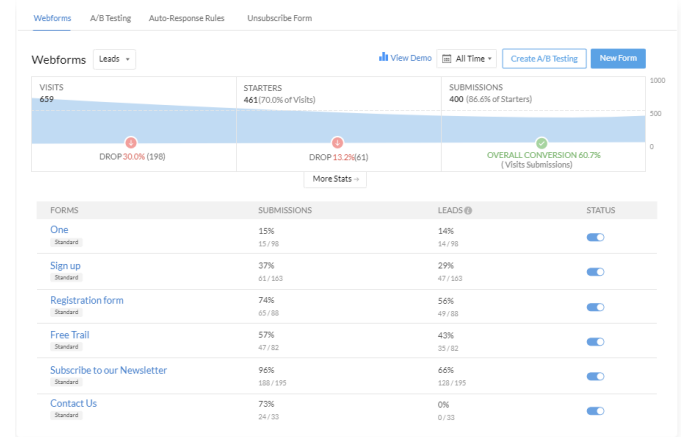 Webforms A/B Testing Auto-Response Rules Unsubscribe Form
Webforms Leads View Demo All Time Create A/B Testing New Form
VISITS
659
STARTERS
461(70.0% of Visits)
SUBMISSIONS
400 (86.6% of Starters)
1000
500
0
DROP 30.0% (198)
DROP 13.2%(61)
OVERALL CONVERSION 60.7%
( Visits Submissions)
More Stats →
FORMS SUBMISSIONS LEADS i STATUS
One 15% 14%
Standard 15/98 14/98
Sign up 37% 29%
Standard 61/163 47/163
Registration form 74% 56%
Standard 65/88 49/88
Free Trail 57% 43%
Standard 47/82 35/82
Subscribe to our Newsletter 96% 66%
Standard 188/195 128/195
Contact Us 73% 0%
Standard 24/33 0/33